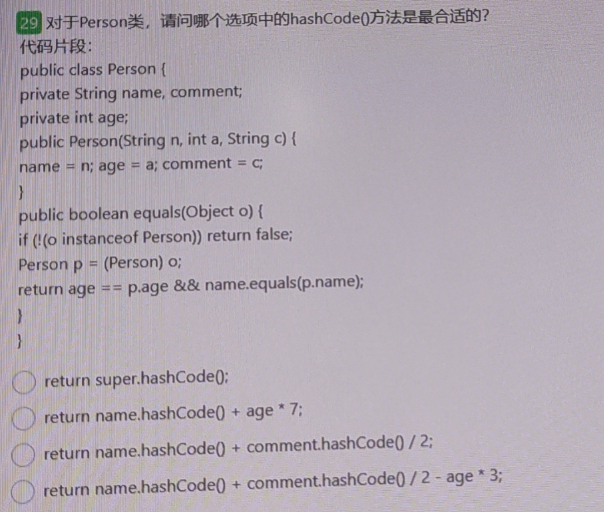 29 对于Person类，请问哪个选项中的hashCode()方法是最合适的?
代码片段：
public class Person {
private String name, comment;
private int age;
public Person(String n, int a, String c) {
name = n; age = a; comment = c;
}
public boolean equals(Object o) {
if (!(o instanceof Person)) return false;
Person p = (Person) o;
return age == p.age && name.equals(p.name);
}
}
return super.hashCode();
return name.hashCode() + age * 7;
return name.hashCode() + comment.hashCode() / 2;
return name.hashCode() + comment.hashCode() / 2 - age * 3;